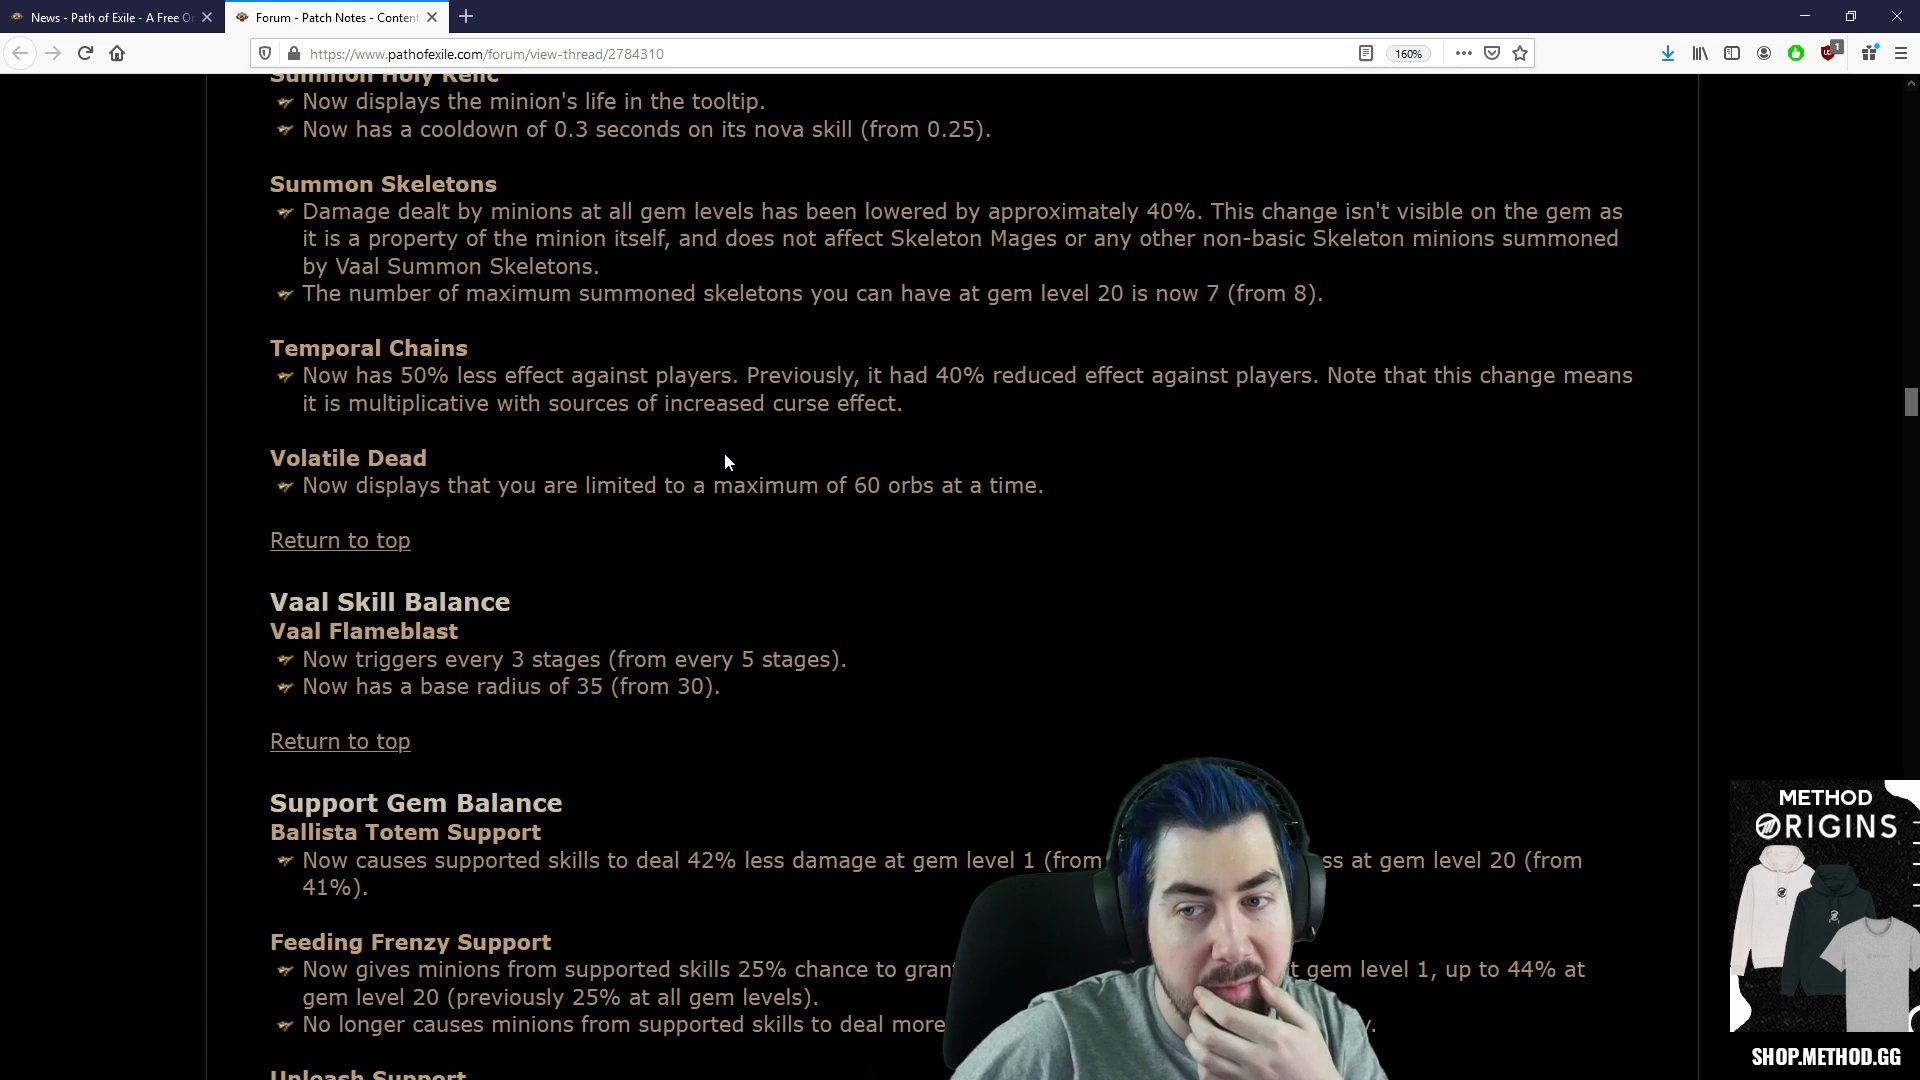 News - Path of Exile - A Free O
Forum - Patch Notes - Content
https://www.pathofexile.com/forum/view-thread/2784310
160%
1
Summon Holy Relic
Now displays the minion's life in the tooltip.
Now has a cooldown of 0.3 seconds on its nova skill (from 0.25).
Summon Skeletons
Damage dealt by minions at all gem levels has been lowered by approximately 40%. This change isn't visible on the gem as
it is a property of the minion itself, and does not affect Skeleton Mages or any other non-basic Skeleton minions summoned
by Vaal Summon Skeletons.
The number of maximum summoned skeletons you can have at gem level 20 is now 7 (from 8).
Temporal Chains
Now has 50% less effect against players. Previously, it had 40% reduced effect against players. Note that this change means
it is multiplicative with sources of increased curse effect.
Volatile Dead
Now displays that you are limited to a maximum of 60 orbs at a time.
Return to top
Vaal Skill Balance
Vaal Flameblast
Now triggers every 3 stages (from every 5 stages).
Now has a base radius of 35 (from 30).
Return to top
Support Gem Balance
Ballista Totem Support
Now causes supported skills to deal 42% less damage at gem level 1 (from ss at gem level 20 (from
41%).
Feeding Frenzy Support
Now gives minions from supported skills 25% chance to gran t gem level 1, up to 44% at
gem level 20 (previously 25% at all gem levels).
No longer causes minions from supported skills to deal more y.
Unleash Support
METHOD
ORIGINS
SHOP.METHOD.GG